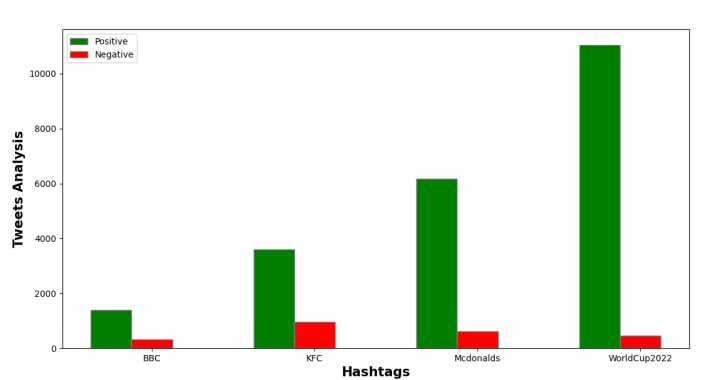 Positive
Negative
10000
8000
6000
4000
2000
0
Tweets Analysis
BBC KFC Mcdonalds WorldCup2022
Hashtags